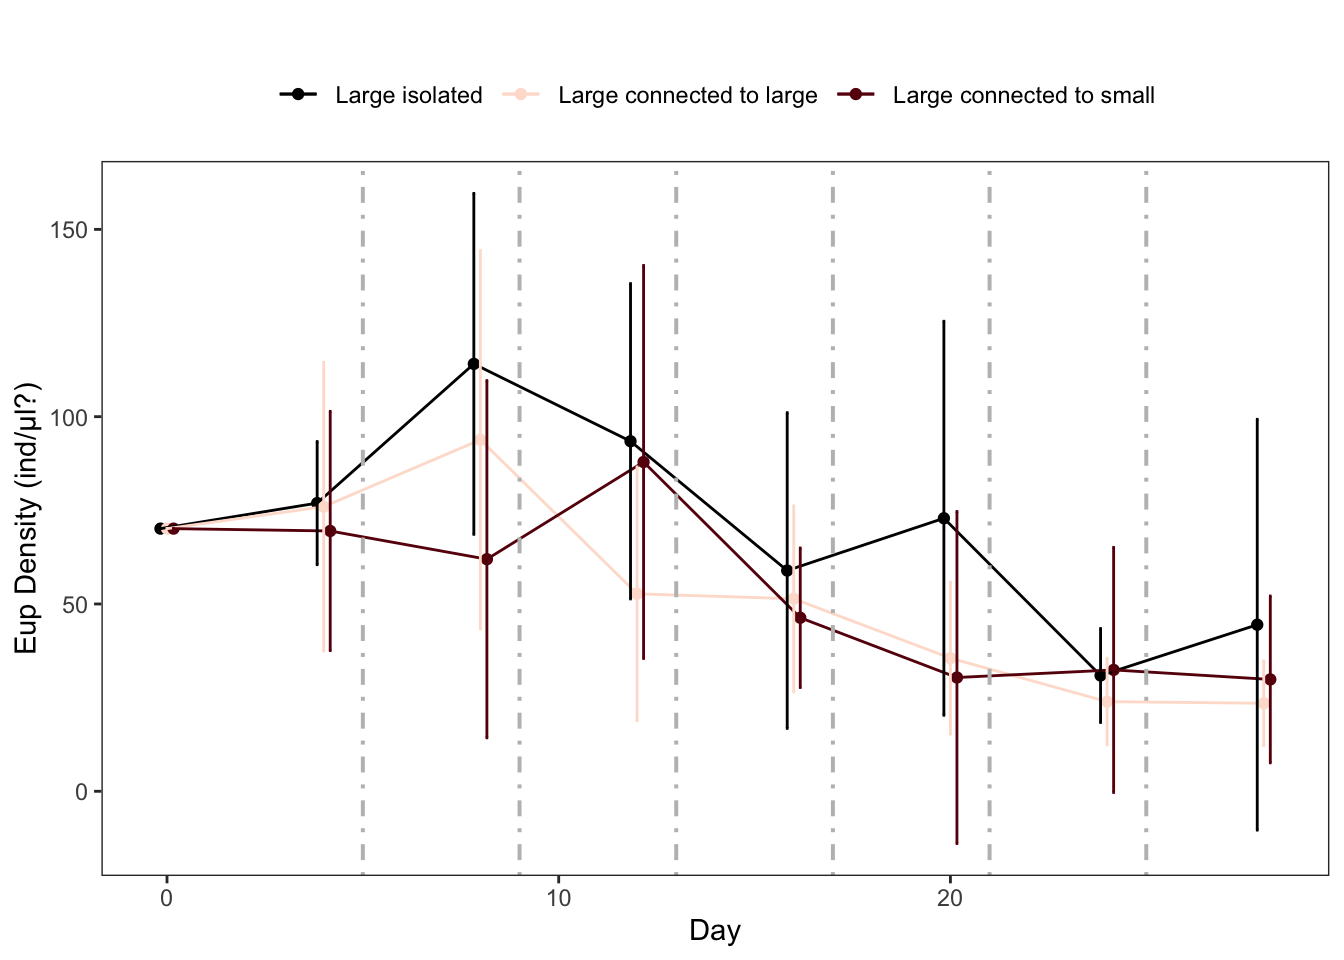 Large isolated Large connected to large Large connected to small
Eup Density (ind/μl?)
150
100
50
0
0 10 20
Day